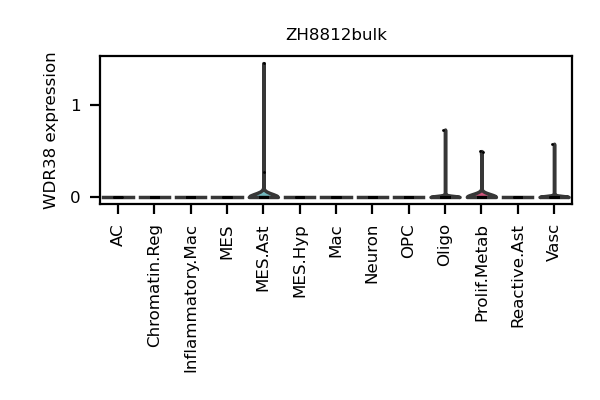 ZH8812bulk
WDR38 expression
1
0
AC
Chromatin.Reg
Inflammatory.Mac
MES
MES.Ast
MES.Hyp
Mac
Neuron
OPC
Oligo
Prolif.Metab
Reactive.Ast
Vasc